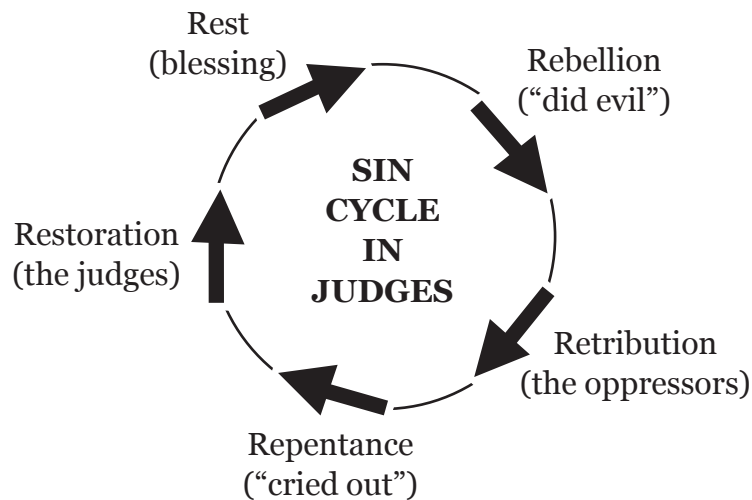 Rest
(blessing)
Rebellion
(“did evil”)
SIN
CYCLE
IN
JUDGES
Restoration
(the judges)
Retribution
(the oppressors)
Repentance
(“cried out”)